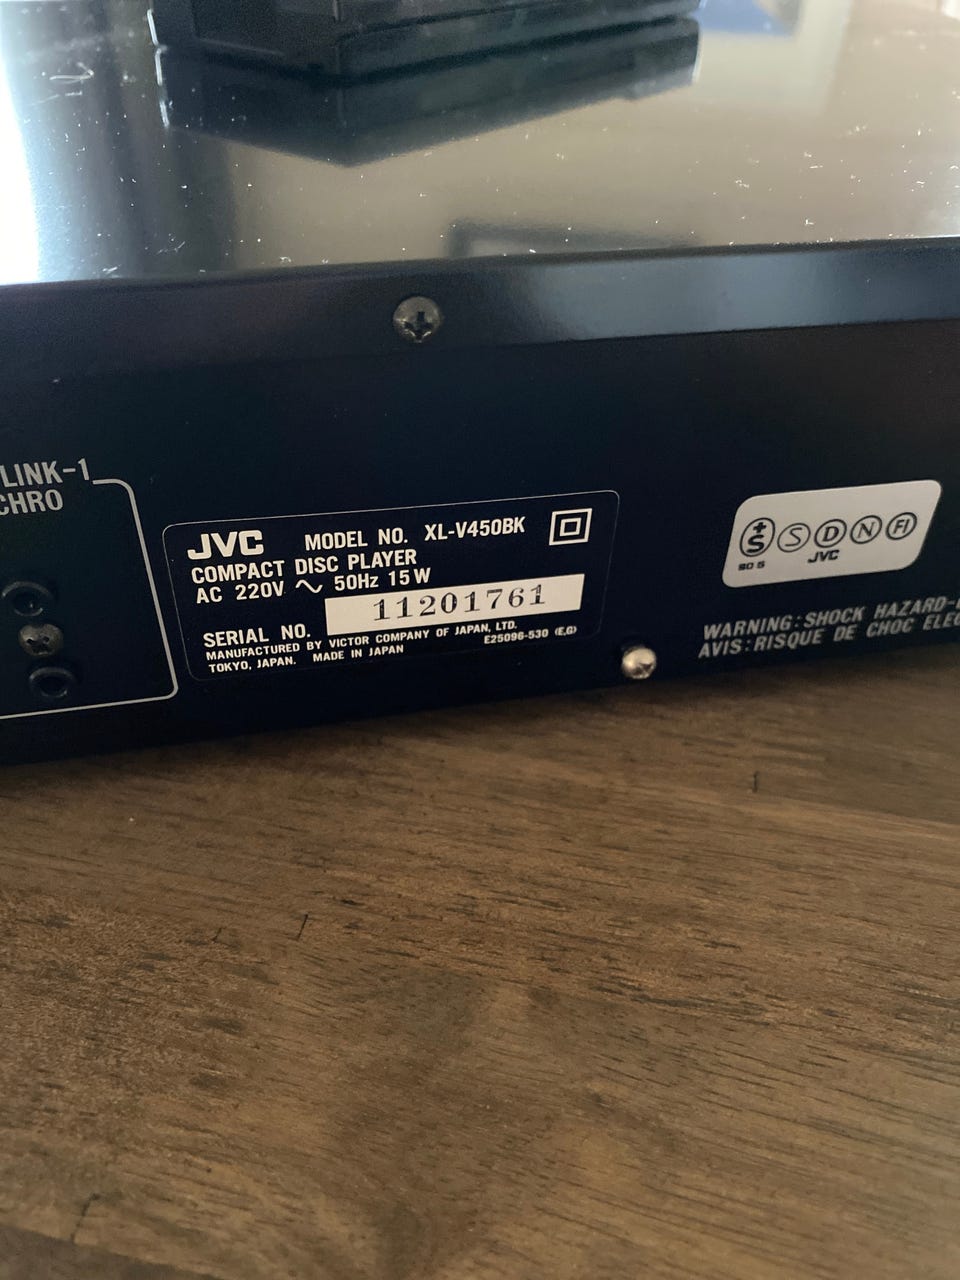 LINK-1
CHRO
JVC MODEL NO. XL-V450BK
COMPACT DISC PLAYER
AC 220V ~ 50Hz 15W
SERIAL NO. 11201761
MANUFACTURED BY VICTOR COMPANY OF JAPAN, LTD.
TOKYO, JAPAN. MADE IN JAPAN E25096-530 (E,G)
S S D N FI
JVC
WARNING: SHOCK HAZARD-
AVIS: RISQUE DE CHOC ELEC